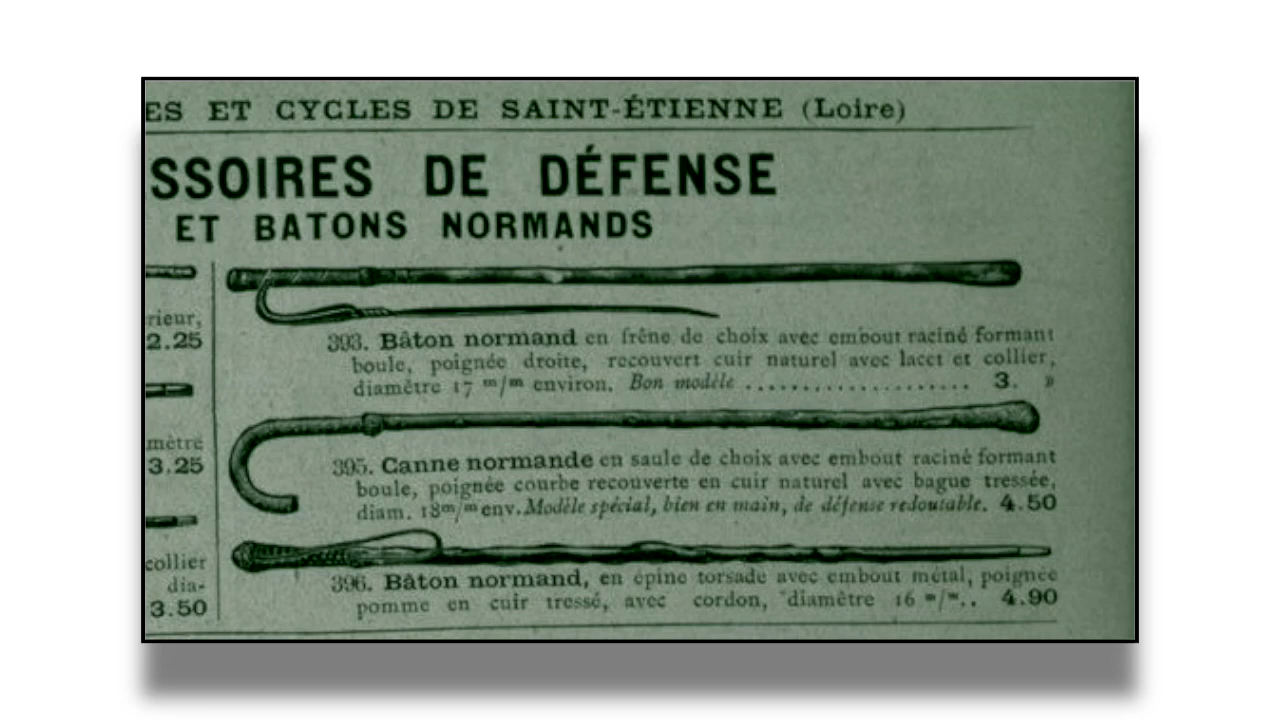 ES ET CYCLES DE SAINT-ÉTIENNE (Loire)
SSOIRES DE DÉFENSE
ET BATONS NORMANDS
rieur,
2.25
mètre
3.25
collier
dia-
3.50
393. Bâton normand en frêne de choix avec embout raciné formant
boule, poignée droite, recouvert cuir naturel avec lacet et collier,
diamètre 17 m/m environ. Bon modèle .................... 3. »
395. Canne normande en saule de choix avec embout raciné formant
boule, poignée courbe recouverte en cuir naturel avec bague tressée,
diam. 18m/m env. Modèle spécial, bien en main, de défense redoutable. 4.50
396. Bâton normand, en épine torsade avec embout métal, poignée
pomme en cuir tressé, avec cordon, diamètre 16 m/m.. 4.90